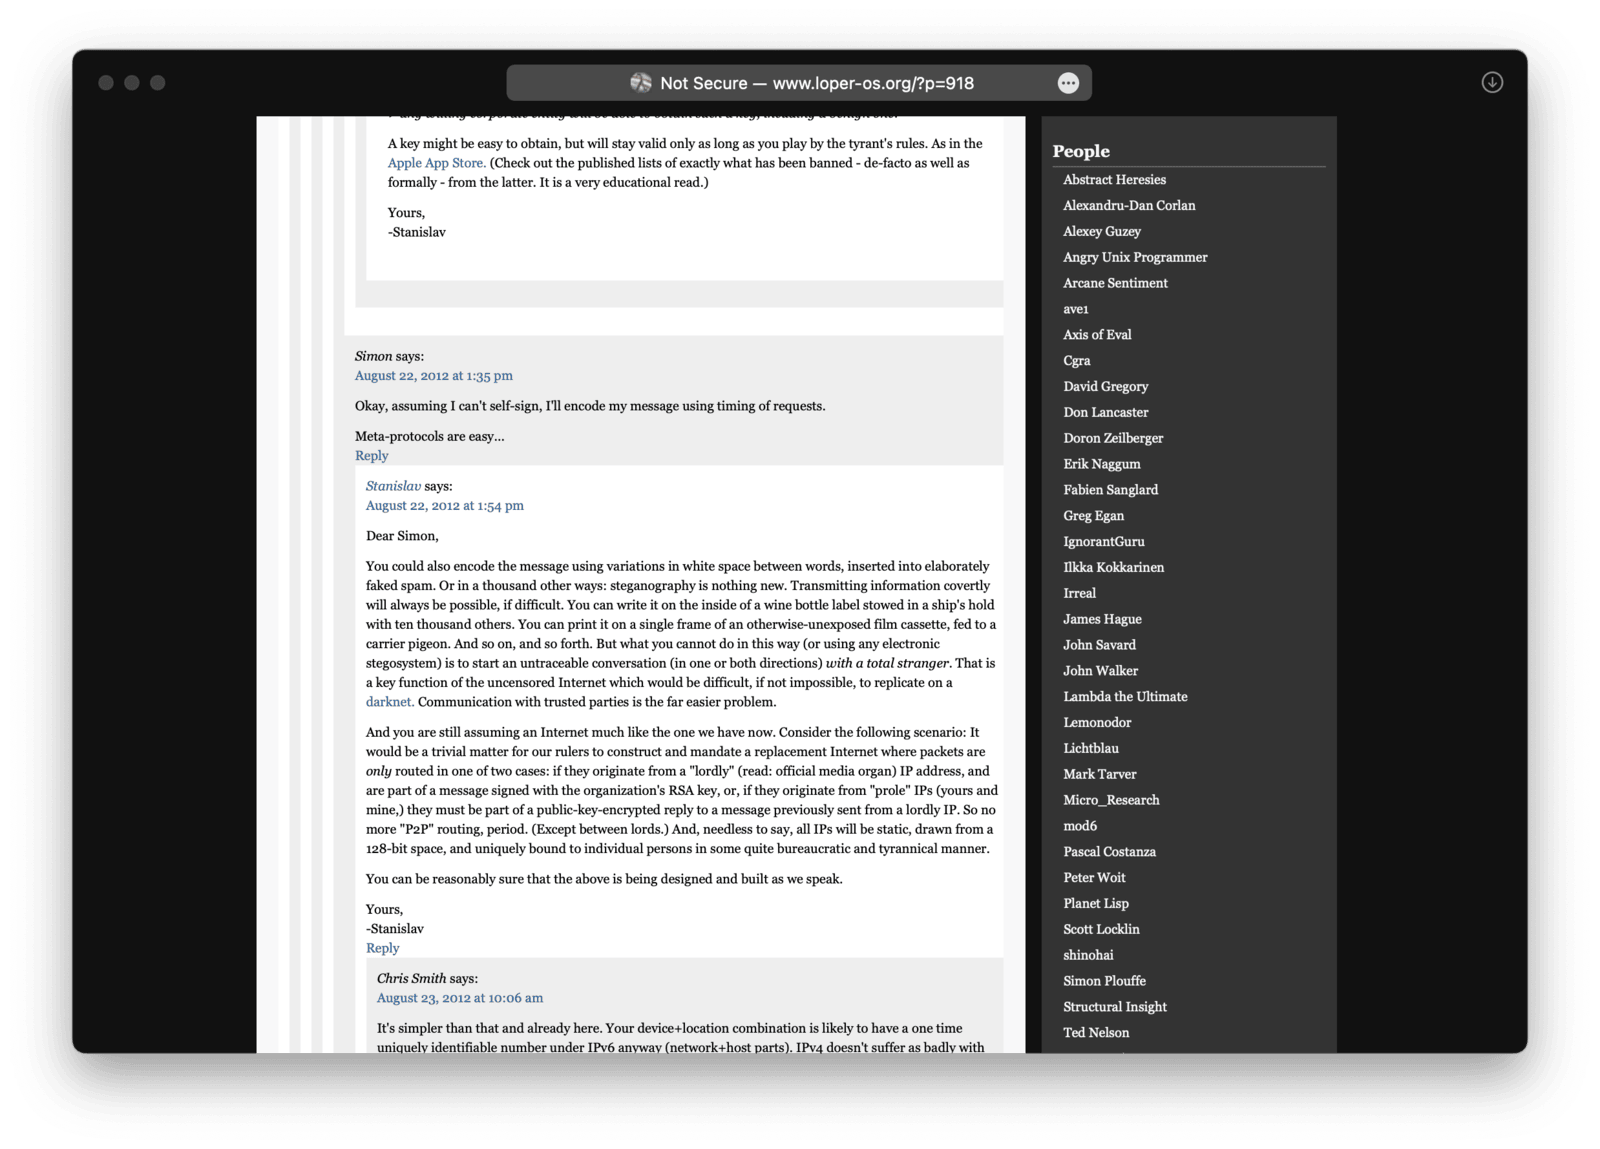 Not Secure — www.loper-os.org/?p=918
A key might be easy to obtain, but will stay valid only as long as you play by the tyrant's rules. As in the
Apple App Store. (Check out the published lists of exactly what has been banned - de-facto as well as
formally - from the latter. It is a very educational read.)
Yours,
-Stanislav
Simon says:
August 22, 2012 at 1:35 pm
Okay, assuming I can't self-sign, I'll encode my message using timing of requests.
Meta-protocols are easy...
Reply
Stanislav says:
August 22, 2012 at 1:54 pm
Dear Simon,
You could also encode the message using variations in white space between words, inserted into elaborately
faked spam. Or in a thousand other ways: steganography is nothing new. Transmitting information covertly
will always be possible, if difficult. You can write it on the inside of a wine bottle label stowed in a ship's hold
with ten thousand others. You can print it on a single frame of an otherwise-unexposed film cassette, fed to a
carrier pigeon. And so on, and so forth. But what you cannot do in this way (or using any electronic
stegosystem) is to start an untraceable conversation (in one or both directions) with a total stranger. That is
a key function of the uncensored Internet which would be difficult, if not impossible, to replicate on a
darknet. Communication with trusted parties is the far easier problem.
And you are still assuming an Internet much like the one we have now. Consider the following scenario: It
would be a trivial matter for our rulers to construct and mandate a replacement Internet where packets are
only routed in one of two cases: if they originate from a "lordly" (read: official media organ) IP address, and
are part of a message signed with the organization's RSA key, or, if they originate from "prole" IPs (yours and
mine,) they must be part of a public-key-encrypted reply to a message previously sent from a lordly IP. So no
more "P2P" routing, period. (Except between lords.) And, needless to say, all IPs will be static, drawn from a
128-bit space, and uniquely bound to individual persons in some quite bureaucratic and tyrannical manner.
You can be reasonably sure that the above is being designed and built as we speak.
Yours,
-Stanislav
Reply
Chris Smith says:
August 23, 2012 at 10:06 am
It's simpler than that and already here. Your device+location combination is likely to have a one time
uniquely identifiable number under IPv6 anyway (network+host parts). IPv4 doesn't suffer as badly with
People
Abstract Heresies
Alexandru-Dan Corlan
Alexey Guzey
Angry Unix Programmer
Arcane Sentiment
ave1
Axis of Eval
Cgra
David Gregory
Don Lancaster
Doron Zeilberger
Erik Naggum
Fabien Sanglard
Greg Egan
IgnorantGuru
Ilkka Kokkarinen
Irreal
James Hague
John Savard
John Walker
Lambda the Ultimate
Lemonodor
Lichtblau
Mark Tarver
Micro_Research
mod6
Pascal Costanza
Peter Woit
Planet Lisp
Scott Locklin
shinohai
Simon Plouffe
Structural Insight
Ted Nelson